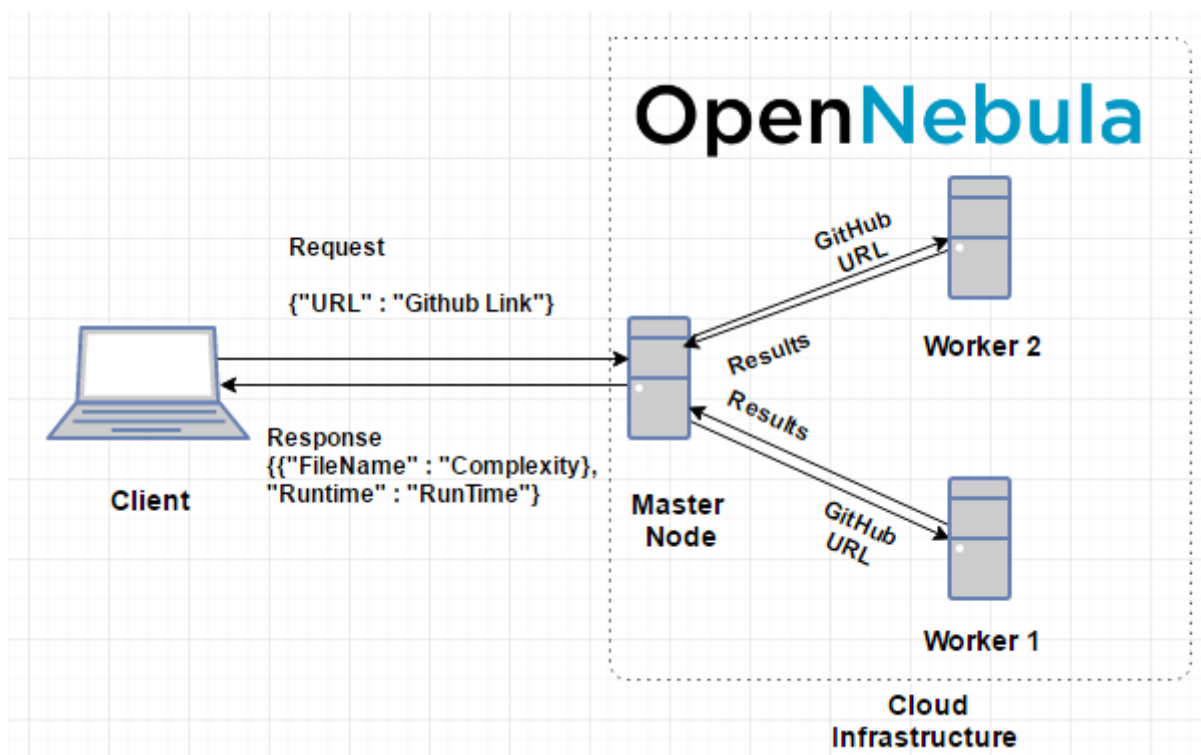 OpenNebula
Request
{"URL" : "Github Link"}
GitHub
URL
Worker 2
Results
Results
Response
{{"FileName" : "Complexity},
"Runtime" : "RunTime"}
Client
Master
Node
GitHub
URL
Worker 1
Cloud
Infrastructure